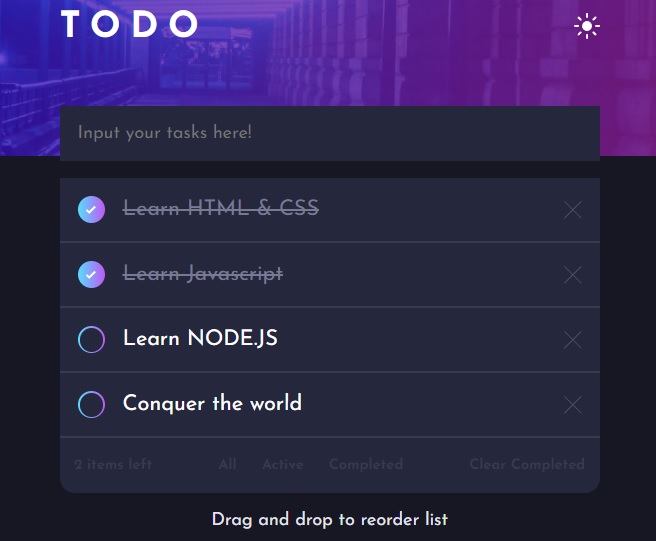 TODO
Input your tasks here!
Learn HTML & CSS
Learn Javascript
Learn NODE.JS
Conquer the world
2 items left All Active Completed Clear Completed
Drag and drop to reorder list